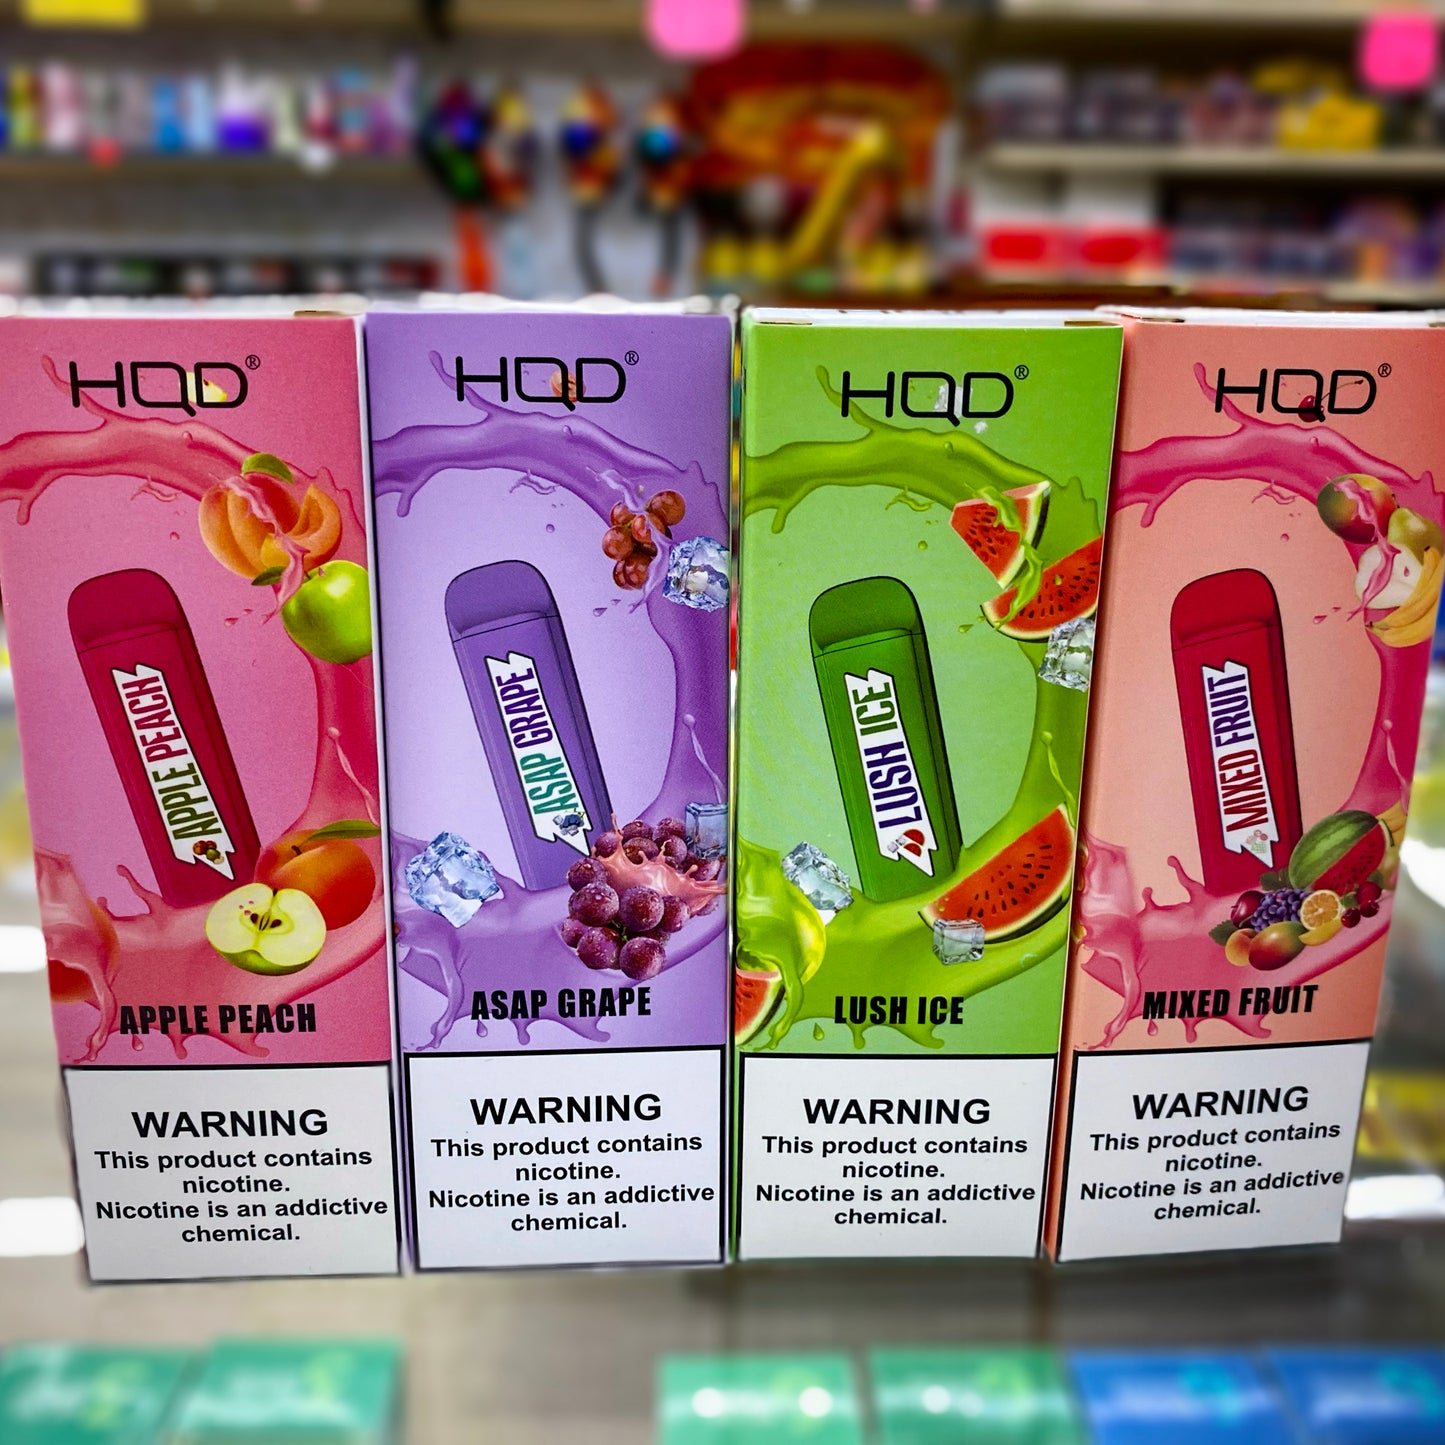 HQD®
APPLE PEACH
APPLE PEACH
WARNING
This product contains
nicotine.
Nicotine is an addictive
chemical.
HQD®
ASAP GRAPE
ASAP GRAPE
WARNING
This product contains
nicotine.
Nicotine is an addictive
chemical.
HQD®
LUSH ICE
LUSH ICE
WARNING
This product contains
nicotine.
Nicotine is an addictive
chemical.
HQD®
MIXED FRUIT
MIXED FRUIT
WARNING
This product contains
nicotine.
Nicotine is an addictive
chemical.